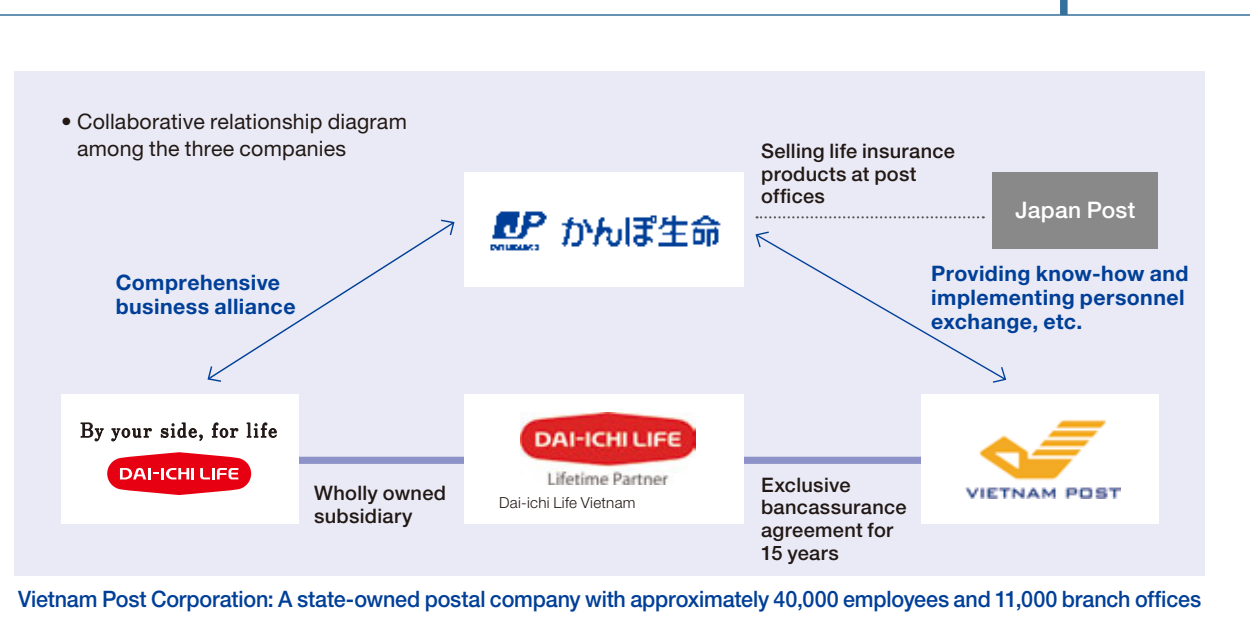 • Collaborative relationship diagram
among the three companies
Selling life insurance
products at post
offices
JP かんぽ生命
Japan Post
Comprehensive
business alliance
Providing know-how and
implementing personnel
exchange, etc.
By your side, for life
DAI-ICHI LIFE
Wholly owned
subsidiary
DAI-ICHI LIFE
Lifetime Partner
Dai-ichi Life Vietnam
Exclusive
bancassurance
agreement for
15 years
VIETNAM POST
Vietnam Post Corporation: A state-owned postal company with approximately 40,000 employees and 11,000 branch offices